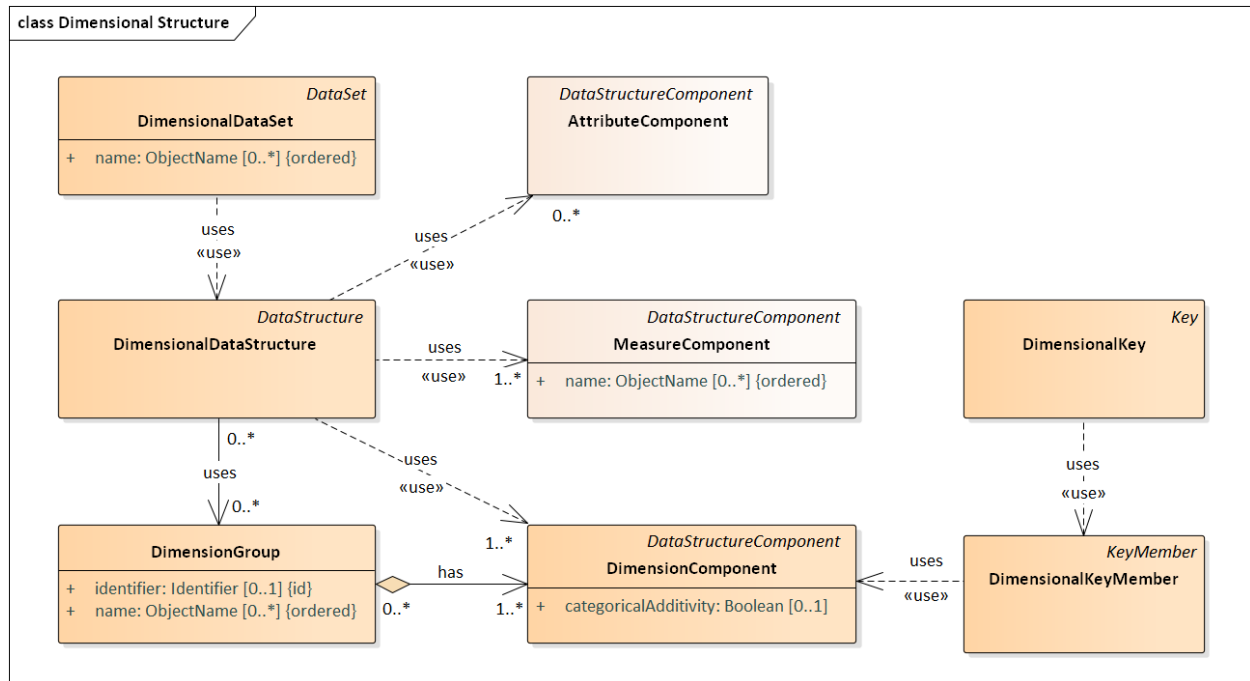 class Dimensional Structure
DataSet
DimensionalDataSet
+ name: ObjectName [0..*] {ordered}
DataStructureComponent
AttributeComponent
uses
«use»
uses
«use»
0..*
DataStructure
DimensionalDataStructure
uses
«use»
1..*
DataStructureComponent
MeasureComponent
+ name: ObjectName [0..*] {ordered}
Key
DimensionalKey
0..*
uses
0..*
uses
«use»
1..*
uses
«use»
DimensionGroup
+ identifier: Identifier [0..1] {id}
+ name: ObjectName [0..*] {ordered}
has
0..*
1..*
DataStructureComponent
DimensionComponent
+ categoricalAdditivity: Boolean [0..1]
uses
«use»
KeyMember
DimensionalKeyMember